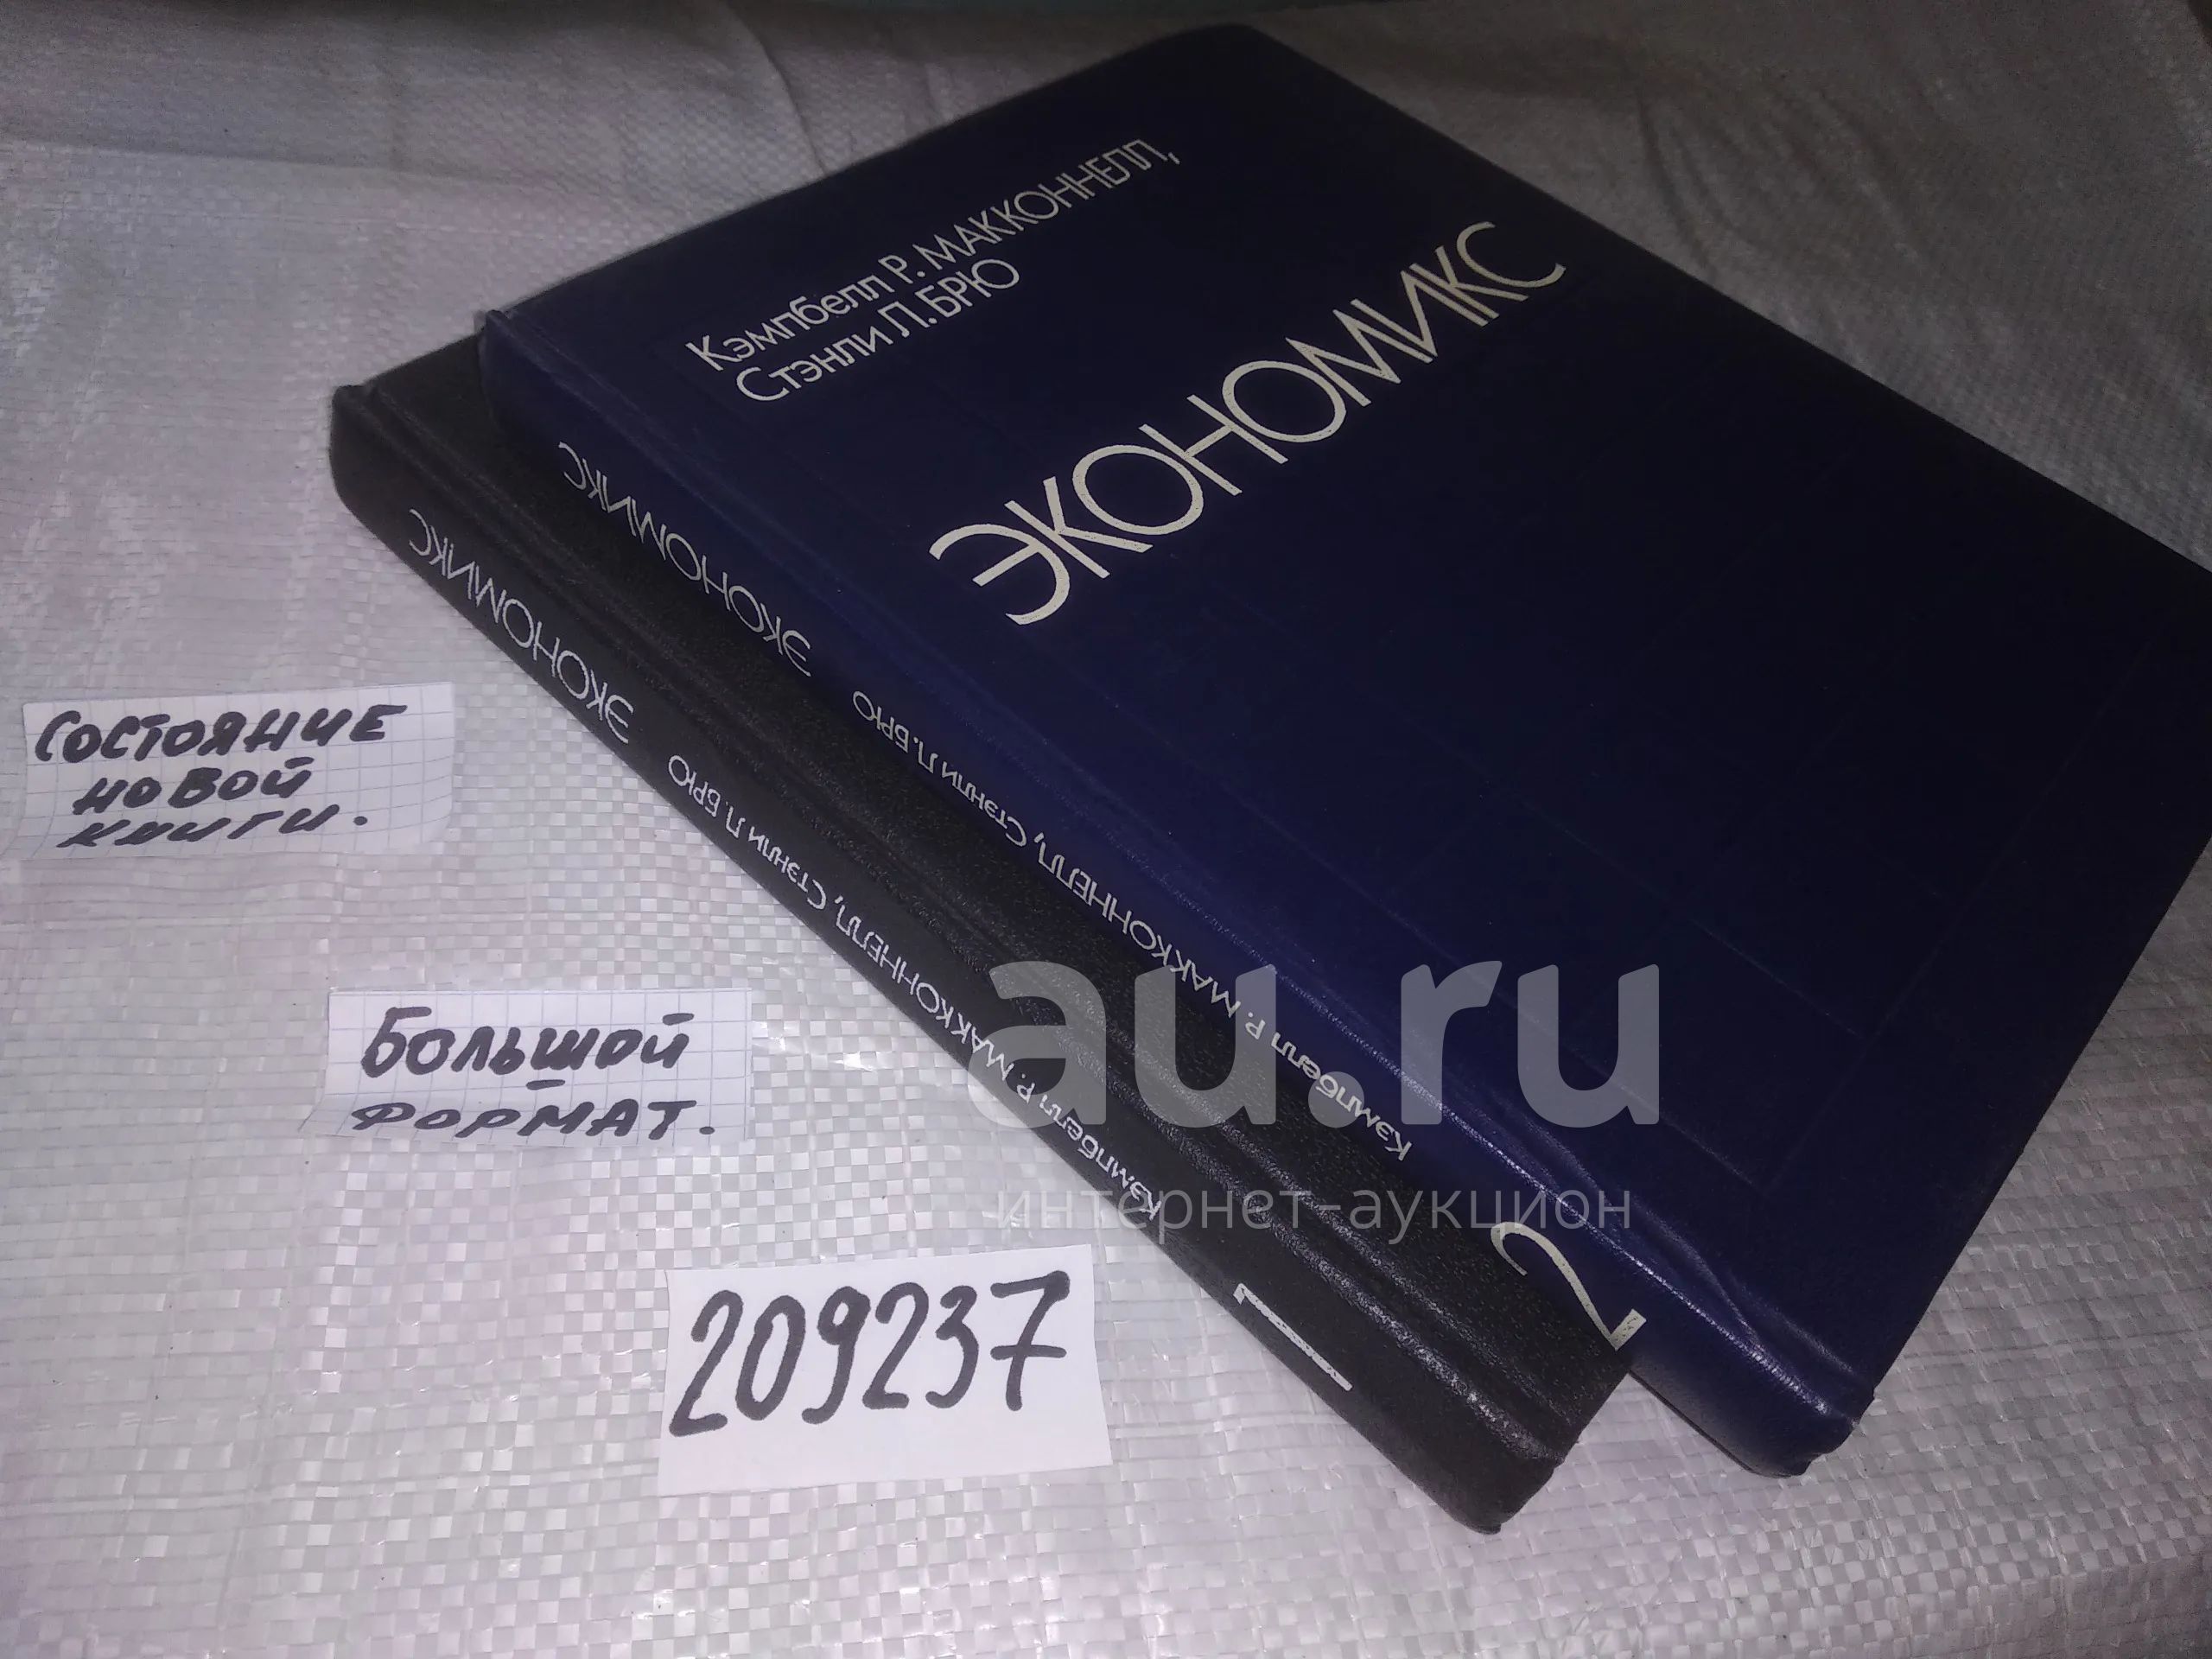 Кэмпбелл Р. МАККОННЕЛЛ,
Стэнли Л. БРЮ
ЭКОНОМИКС
Кэмпбелл Р. МАККОННЕЛЛ, Стэнли Л. БРЮ ЭКОНОМИКС
2
Кэмпбелл Р. МАККОННЕЛЛ, Стэнли Л. БРЮ ЭКОНОМИКС
1
СОСТОЯНИЕ
НОВОЙ
КНИГИ.
БОЛЬШОЙ
ФОРМАТ.
209237
au.ru
интернет-аукцион